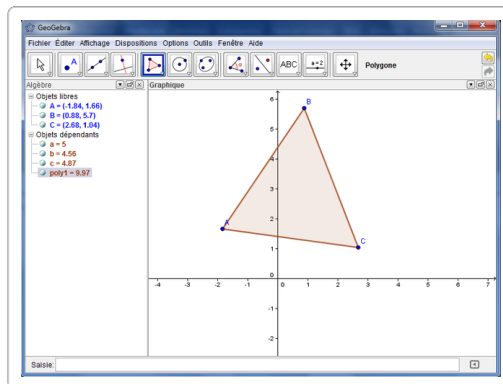 GeoGebra
Fichier Éditer Affichage Dispositions Options Outils Fenêtre Aide
ABC a=2 Polygone
Algèbre
Objets libres
A = (-1.84, 1.66)
B = (0.88, 5.7)
C = (2.68, 1.04)
Objets dépendants
a = 5
b = 4.56
c = 4.87
poly1 = 9.97
Graphique
6
B
5
4
3
2
A
1
C
0
-4 -3 -2 -1 0 1 2 3 4 5 6 7
-1
-2
Saisie: